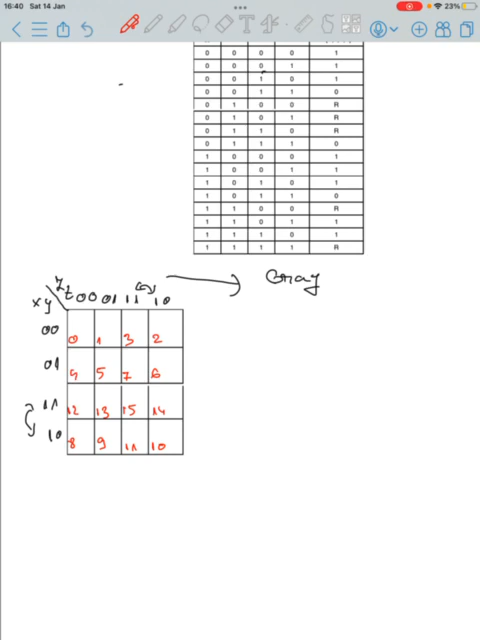 16:40 Sat 14 Jan
23%
0 0 0 0 1
0 0 0 1 1
0 0 1 0 1
0 0 1 1 0
0 1 0 0 R
0 1 0 1 R
0 1 1 0 R
0 1 1 1 0
1 0 0 0 1
1 0 0 1 1
1 0 1 0 1
1 0 1 1 0
1 1 0 0 R
1 1 0 1 1
1 1 1 0 1
1 1 1 1 R
Gray
zt 00 01 11 10
xy
00 0 1 3 2
01 4 5 7 6
11 12 13 15 14
10 8 9 11 10